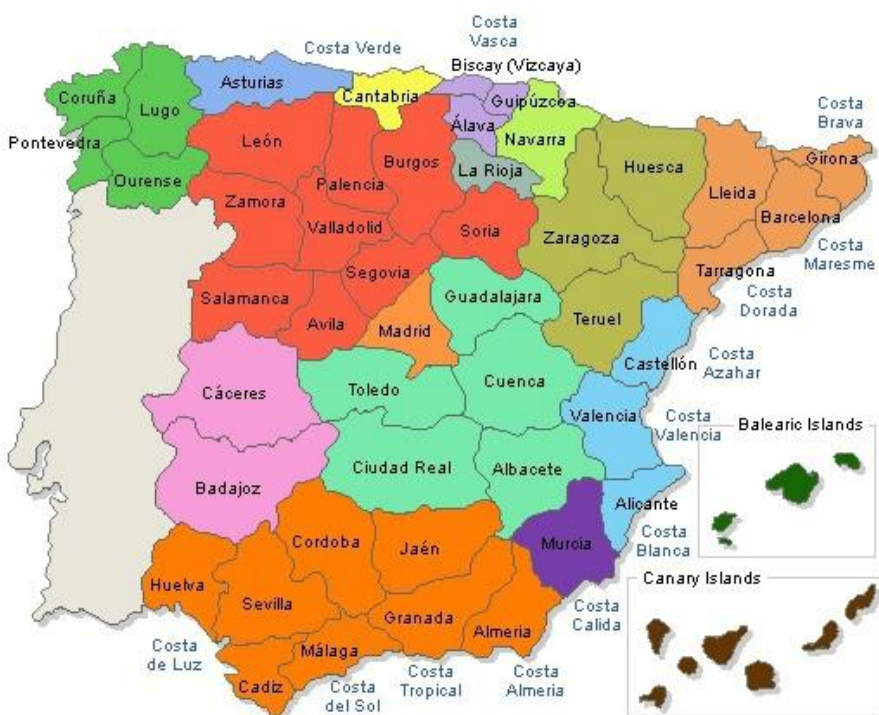 Costa
Vasca
Costa Verde
Biscay (Vizcaya)
Asturias
Cantabria
Guipúzcoa
Coruña
Lugo
Álava
Navarra
Costa
Brava
Pontevedra
León
Burgos
Girona
Ourense
Palencia
La Rioja
Huesca
Lleida
Zamora
Barcelona
Valladolid
Soria
Zaragoza
Costa
Maresme
Segovia
Tarragona
Salamanca
Guadalajara
Costa
Dorada
Avila
Madrid
Teruel
Castellón
Costa
Azahar
Cáceres
Toledo
Cuenca
Valencia
Costa
Valencia
Balearic Islands
Badajoz
Ciudad Real
Albacete
Alicante
Costa
Blanca
Cordoba
Jaén
Murcia
Huelva
Sevilla
Canary Islands
Granada
Almeria
Costa
Calida
Costa
de Luz
Málaga
Cadiz
Costa
del Sol
Costa
Tropical
Costa
Almeria